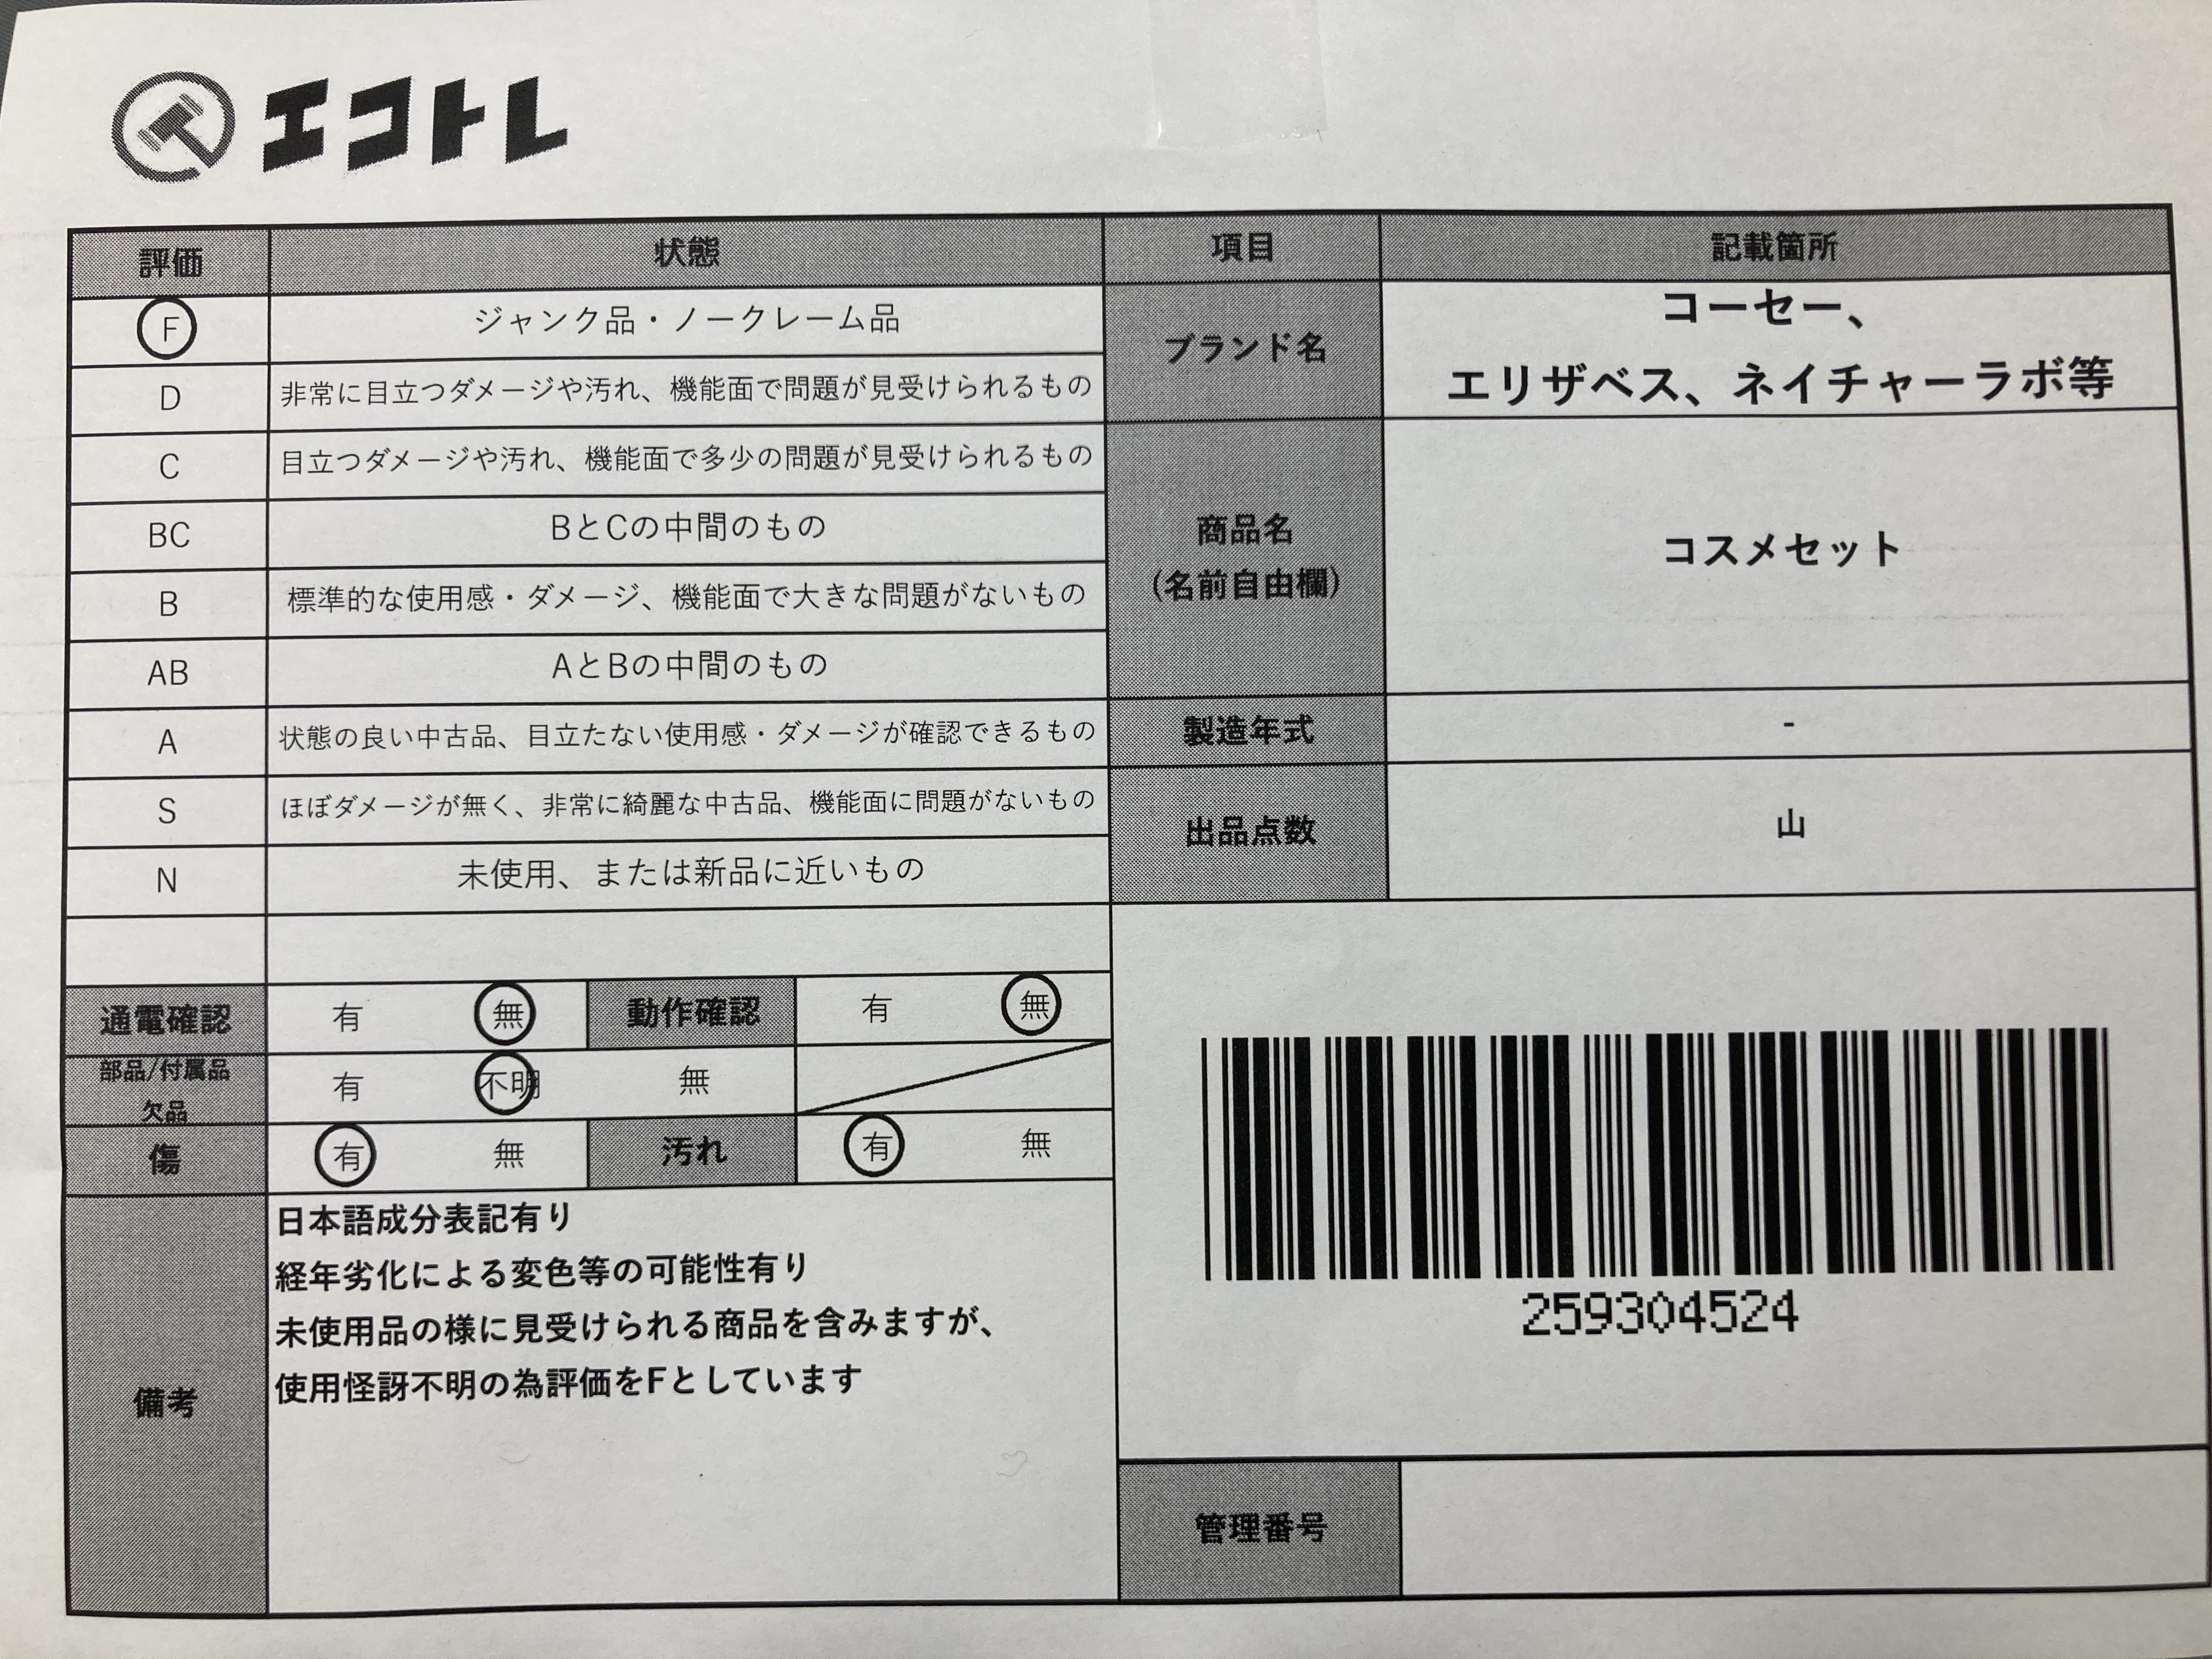 エコトレ
評価 状態 項目 記載箇所
F ジャンク品・ノークレーム品
D 非常に目立つダメージや汚れ、機能面で問題が見受けられるもの
C 目立つダメージや汚れ、機能面で多少の問題が見受けられるもの
BC BとCの中間のもの
B 標準的な使用感・ダメージ、機能面で大きな問題がないもの
AB AとBの中間のもの
A 状態の良い中古品、目立たない使用感・ダメージが確認できるもの
S ほぼダメージが無く、非常に綺麗な中古品、機能面に問題がないもの
N 未使用、または新品に近いもの
ブランド名
コーセー、
エリザベス、ネイチャーラボ等
商品名
(名前自由欄)
コスメセット
製造年式 -
出品点数 山
通電確認 有 無 動作確認 有 無
部品/付属品
欠品
有 不明 無
傷 有 無 汚れ 有 無
備考
日本語成分表記有り
経年劣化による変色等の可能性有り
未使用品の様に見受けられる商品を含みますが、
使用怪訝不明の為評価をFとしています
259304524
管理番号